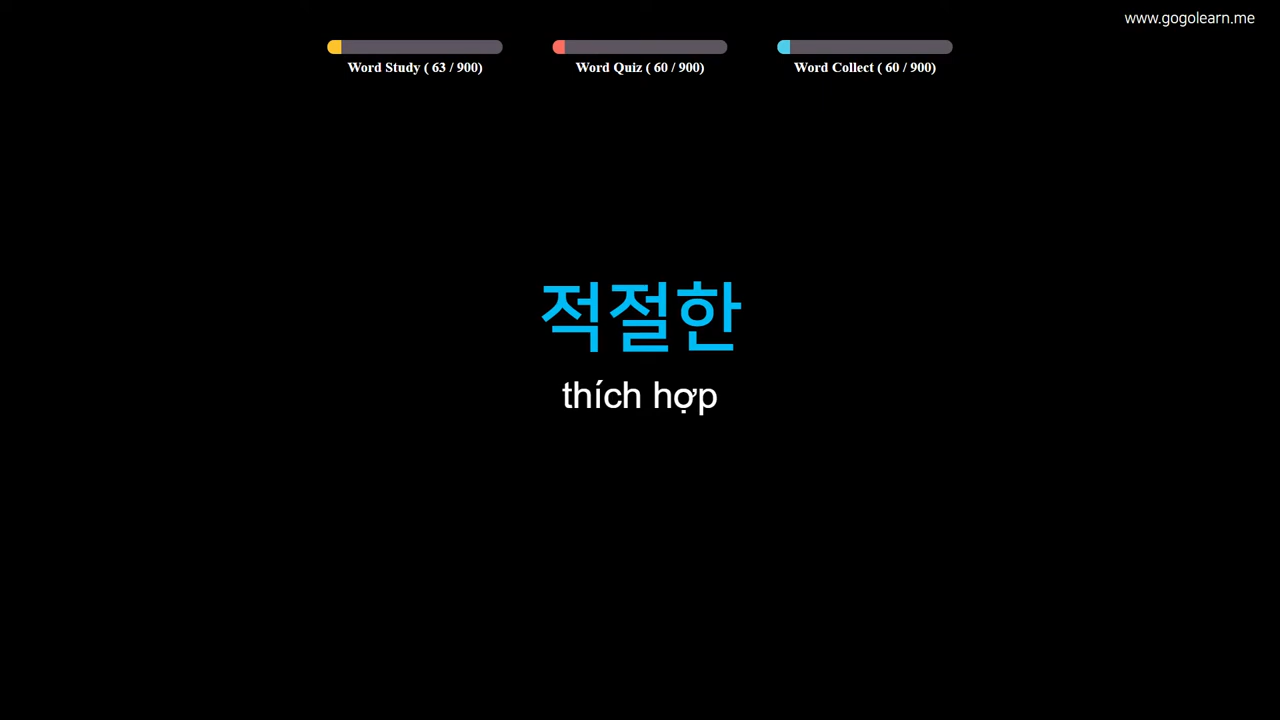 www.gogolearn.me
Word Study ( 63 / 900)
Word Quiz ( 60 / 900)
Word Collect ( 60 / 900)
적절한
thích hợp